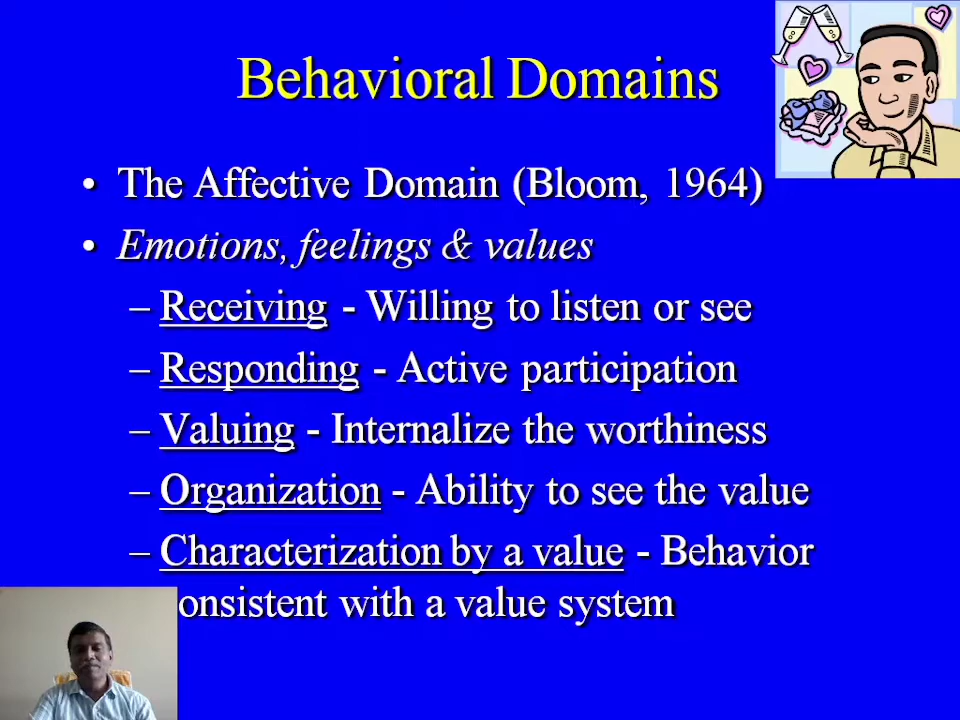 Behavioral Domains
• The Affective Domain (Bloom, 1964)
• Emotions, feelings & values
– Receiving - Willing to listen or see
– Responding - Active participation
– Valuing - Internalize the worthiness
– Organization - Ability to see the value
– Characterization by a value - Behavior
onsistent with a value system